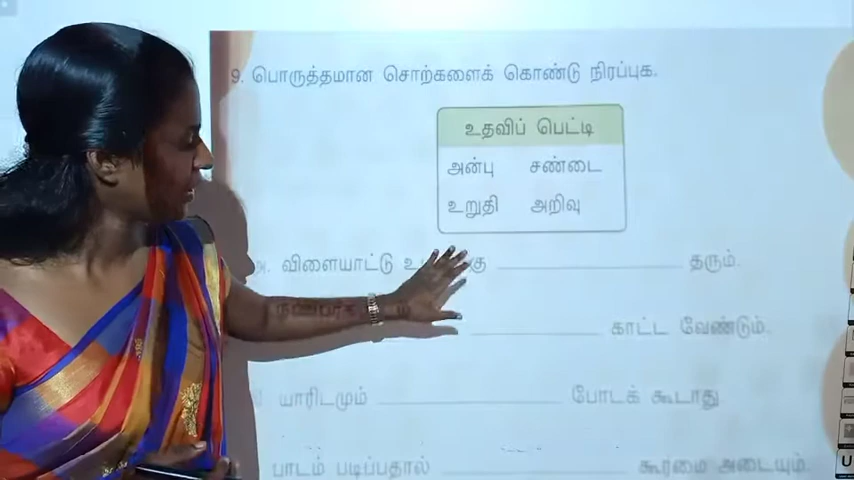 9. பொருத்தமான சொற்களைக் கொண்டு நிரப்புக.
உதவிப் பெட்டி
அன்பு சண்டை
உறுதி அறிவு
அ. விளையாட்டு தரும்.
காட்ட வேண்டும்.
யாரிடமும் போடக் கூடாது.
பாடம் படிப்பதால் கூர்மை அடையும்.